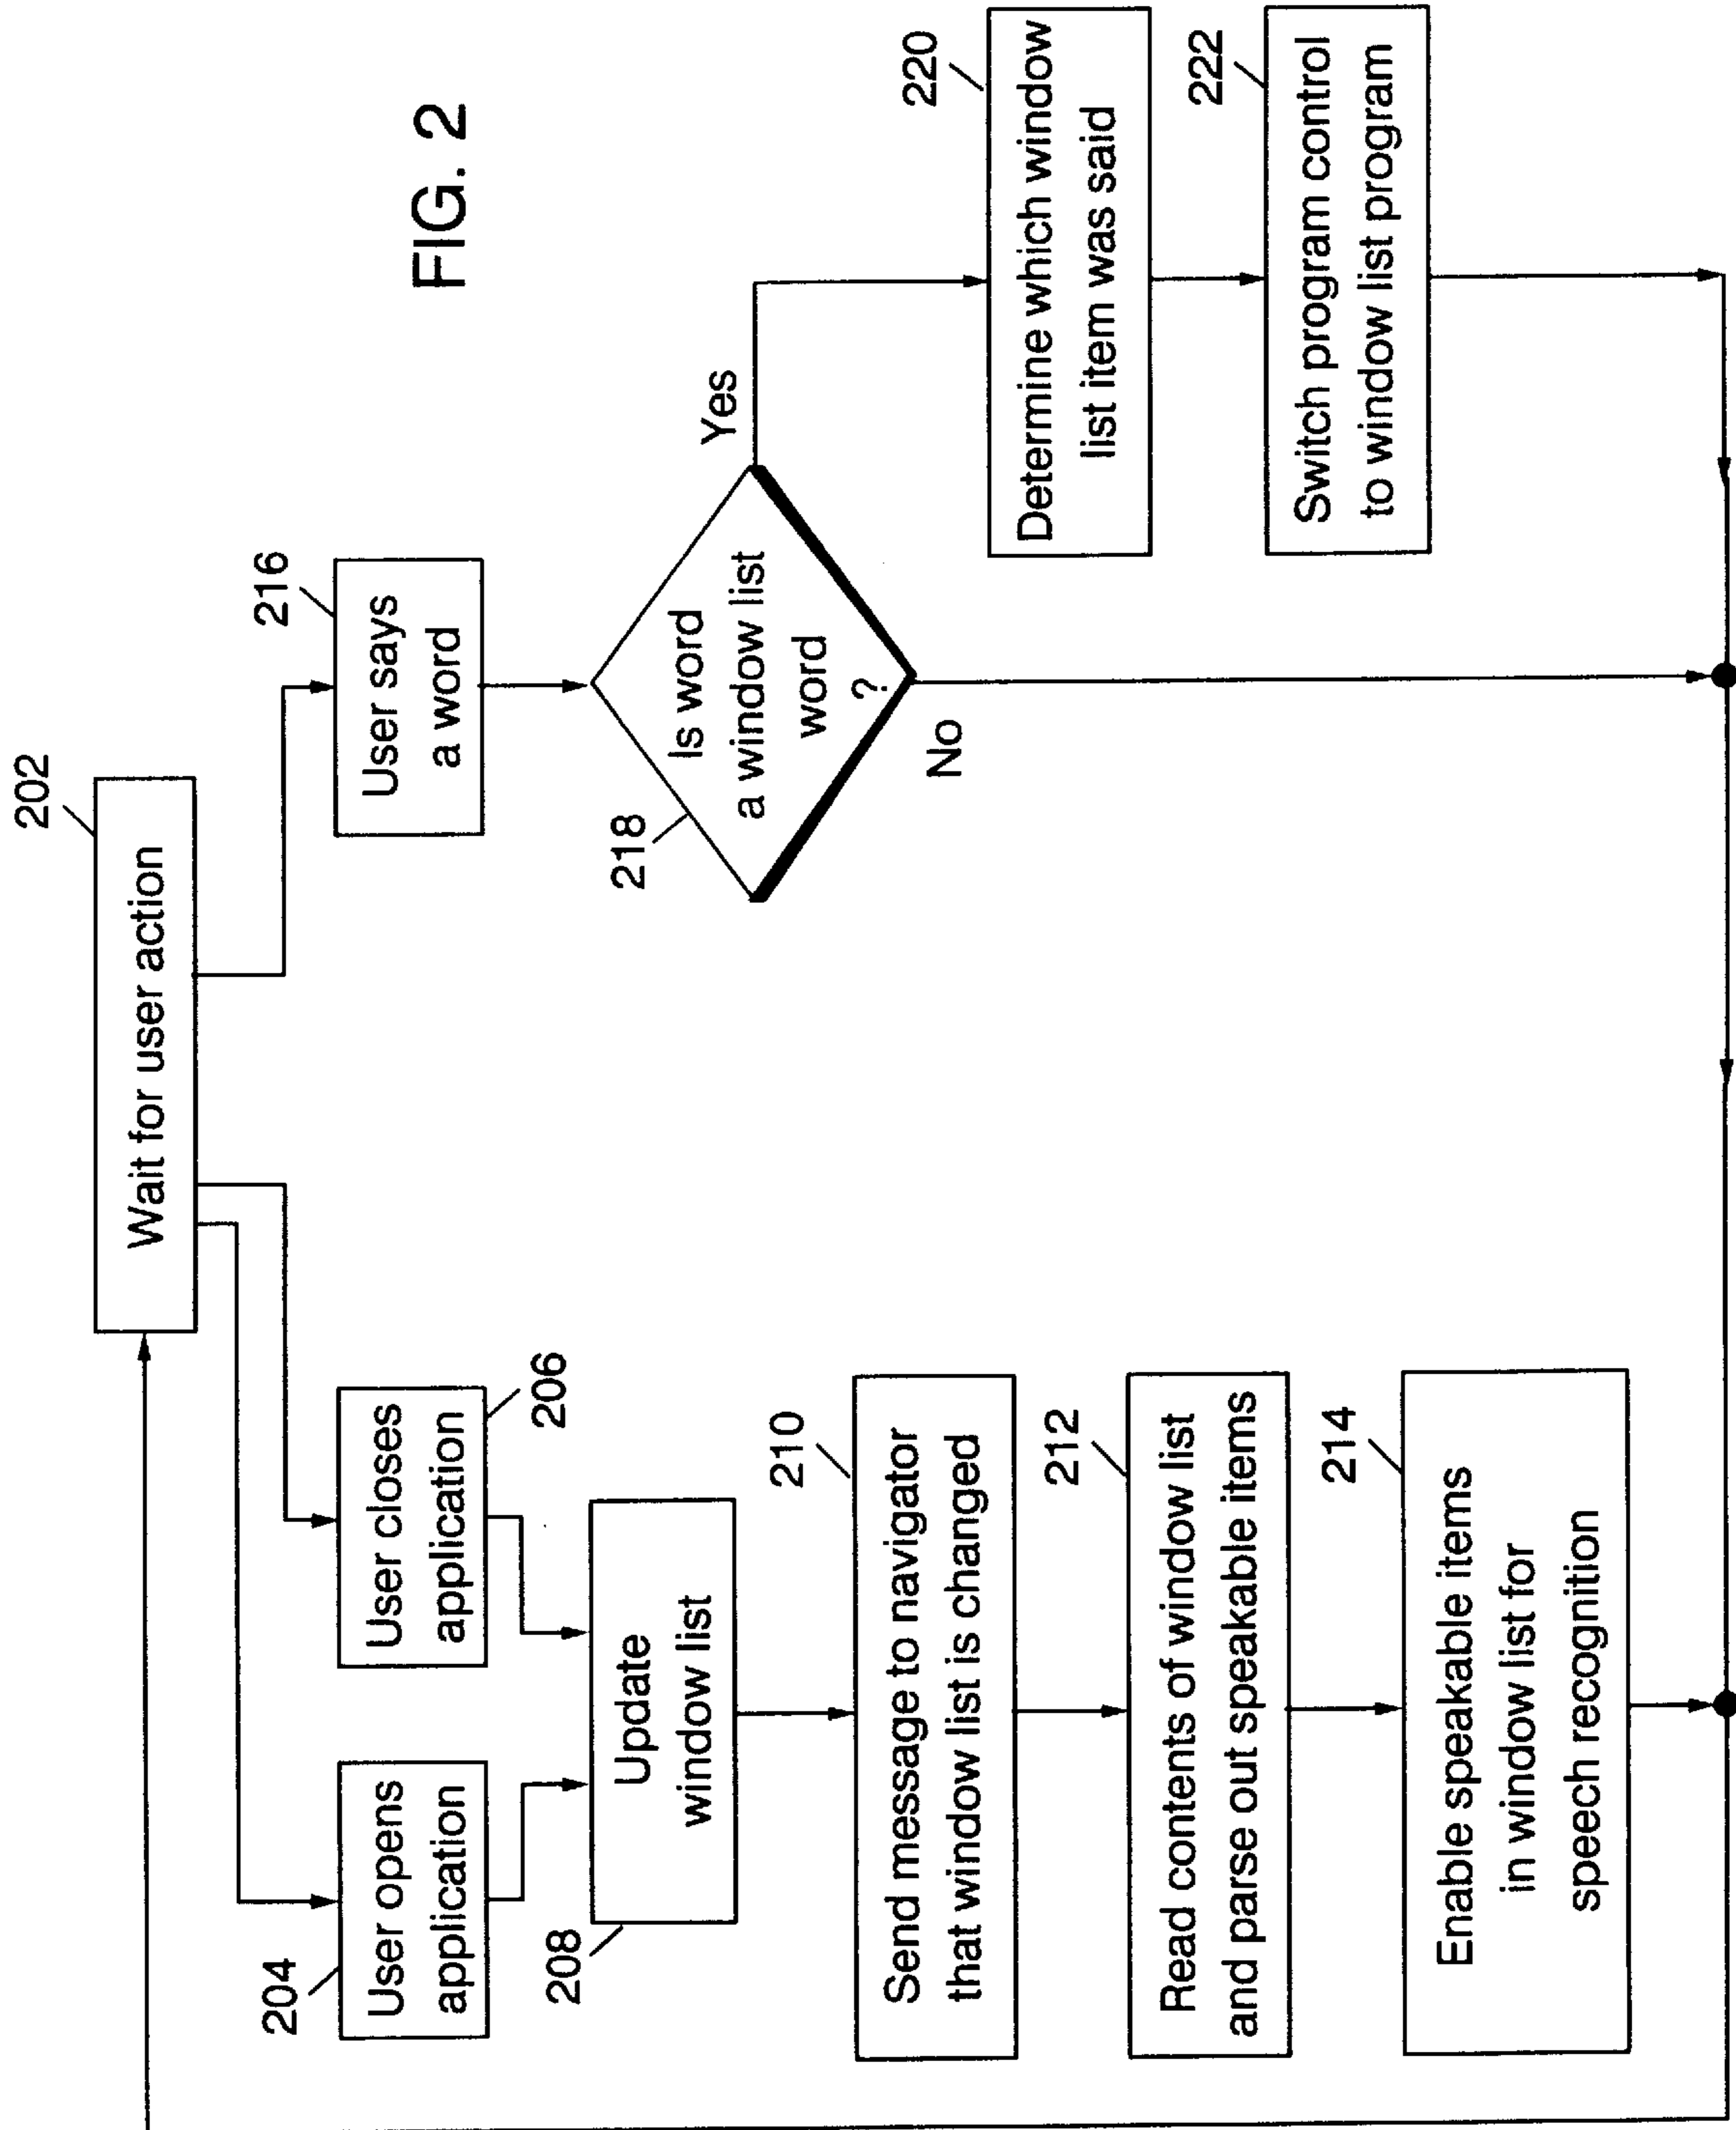 FIG. 2
202
Wait for user action
204
User opens
application
206
User closes
application
208
Update
window list
210
Send message to navigator
that window list is changed
212
Read contents of window list
and parse out speakable items
214
Enable speakable items
in window list for
speech recognition
216
User says
a word
218
Is word
a window list
word
?
Yes
No
220
Determine which window
list item was said
222
Switch program control
to window list program